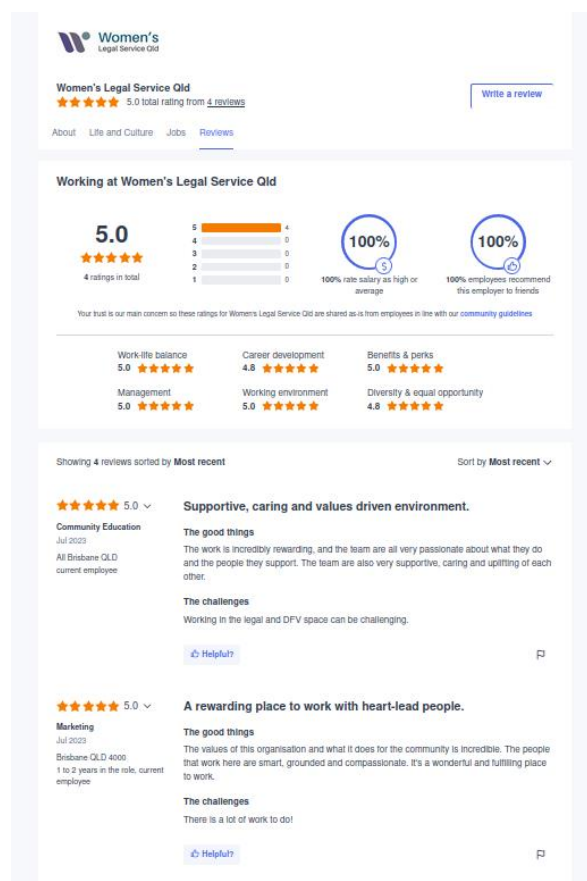 Women's
Legal Service Qld
Women's Legal Service Qld
5.0 total rating from 4 reviews
Write a review
About Life and Culture Jobs Reviews
Working at Women's Legal Service Qld
5.0
4 ratings in total
5 4
4 0
3 0
2 0
1 0
100%
100% rate salary as high or
average
100%
100% employees recommend
this employer to friends
Your trust is our main concern so these ratings for Women's Legal Service Qld are shared as-is from employees in line with our community guidelines
Work-life balance
5.0
Career development
4.8
Benefits & perks
5.0
Management
5.0
Working environment
5.0
Diversity & equal opportunity
4.8
Showing 4 reviews sorted by Most recent
Sort by Most recent
5.0
Community Education
Jul 2023
All Brisbane QLD
current employee
Supportive, caring and values driven environment.
The good things
The work is incredibly rewarding, and the team are all very passionate about what they do
and the people they support. The team are also very supportive, caring and uplifting of each
other.
The challenges
Working in the legal and DFV space can be challenging.
Helpful?
5.0
Marketing
Jul 2023
Brisbane QLD 4000
1 to 2 years in the role, current
employee
A rewarding place to work with heart-lead people.
The good things
The values of this organisation and what it does for the community is incredible. The people
that work here are smart, grounded and compassionate. It's a wonderful and fulfilling place
to work.
The challenges
There is a lot of work to do!
Helpful?